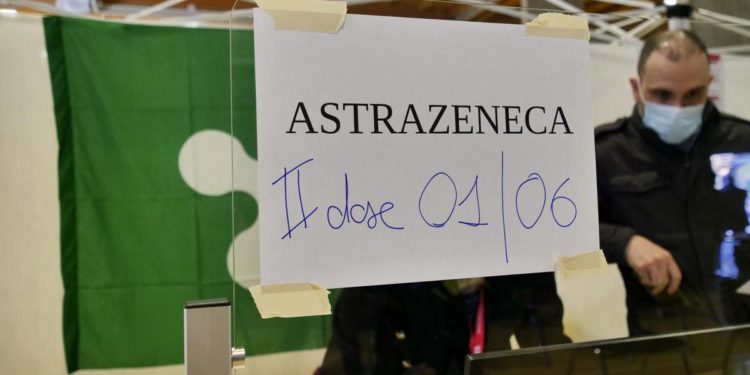 ASTRAZENECA
II dose 01/06